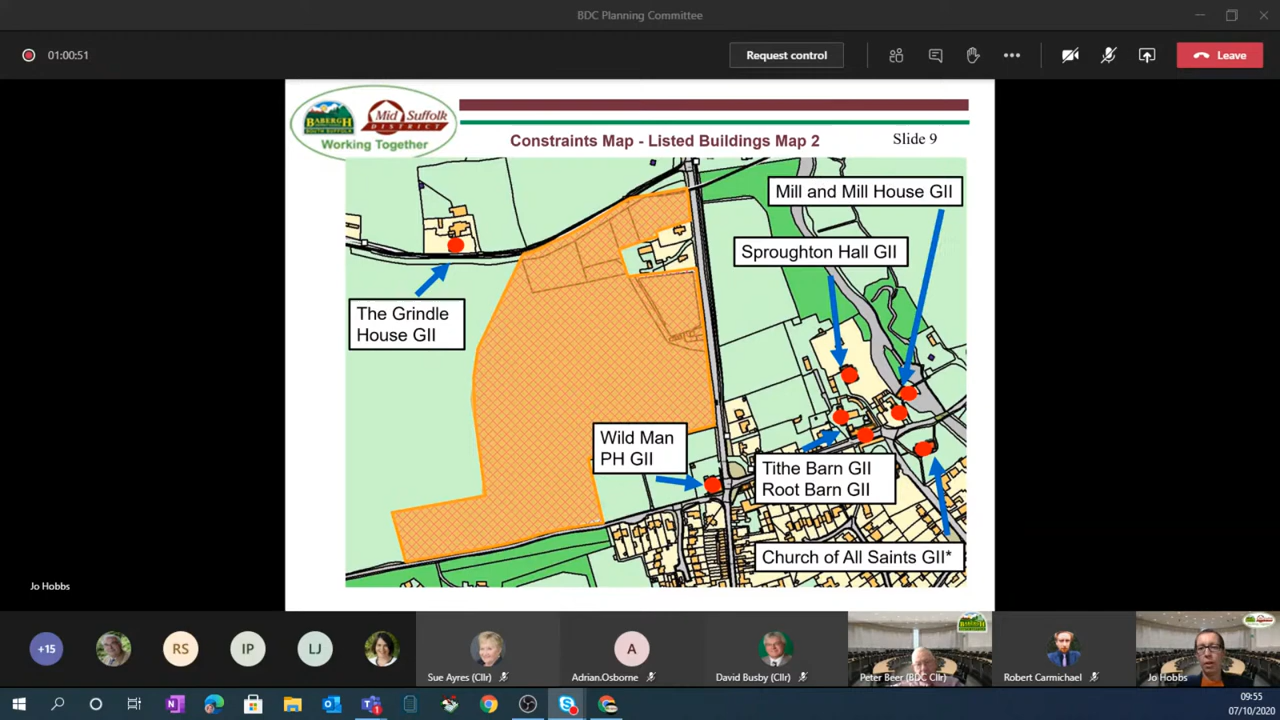 BDC Planning Committee
01:00:51
Request control
Leave
BABERGH
SOUTH SUFFOLK
Mid Suffolk
DISTRICT
Working Together
Constraints Map - Listed Buildings Map 2
Slide 9
Mill and Mill House GII
Sproughton Hall GII
The Grindle
House GII
Wild Man
PH GII
Tithe Barn GII
Root Barn GII
Church of All Saints GII*
Jo Hobbs
+15
RS
IP
LJ
Sue Ayres (Cllr)
A
Adrian.Osborne
David Busby (Cllr)
Peter Beer (BDC Cllr)
Robert Carmichael
Jo Hobbs
09:55
07/10/2020